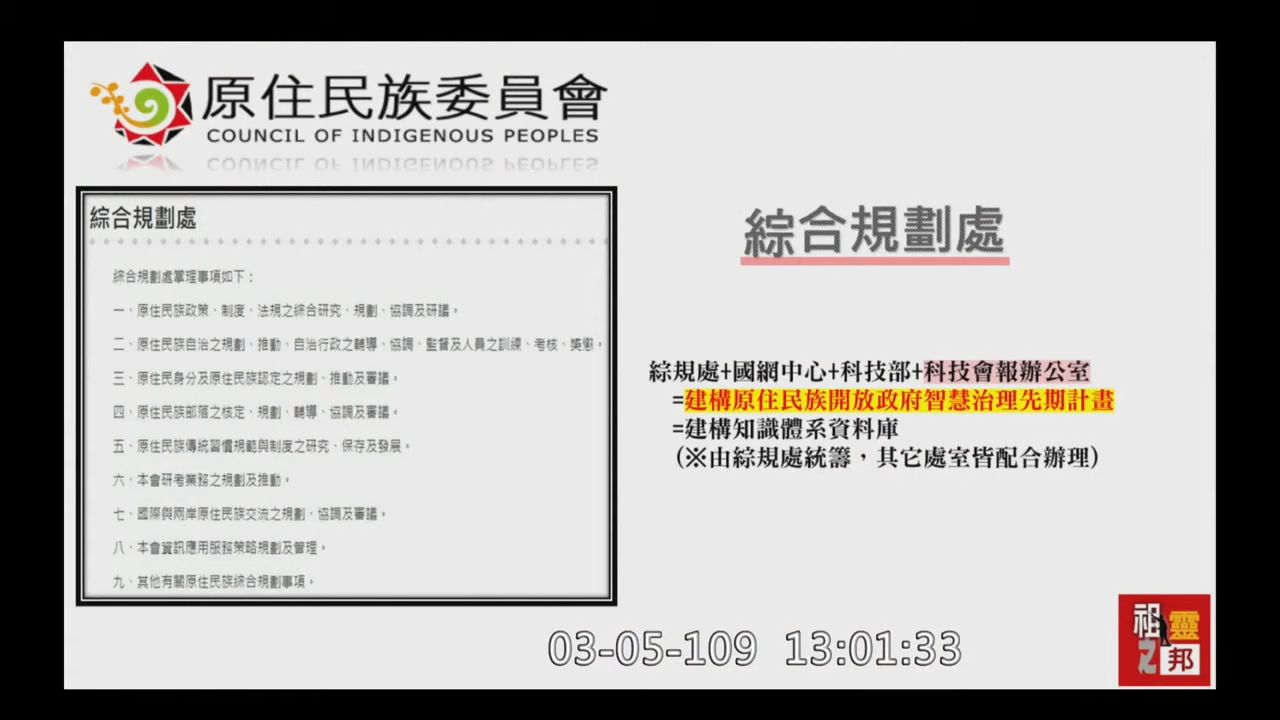 原住民族委員會
COUNCIL OF INDIGENOUS PEOPLES
綜合規劃處
綜合規劃處掌理事項如下：
一、原住民族政策、制度、法規之綜合研究、規劃、協調及研議。
二、原住民族自治之規劃、推動、自治行政之輔導、協調、監督及人員之訓練、考核、獎懲。
三、原住民身分及原住民族認定之規劃、推動及審議。
四、原住民族部落之核定、規劃、輔導、協調及審議。
五、原住民族傳統習慣規範與制度之研究、保存及發展。
六、本會研考業務之規劃及推動。
七、國際與兩岸原住民族交流之規劃、協調及審議。
八、本會資訊應用服務策略規劃及管理。
九、其他有關原住民族綜合規劃事項。
綜合規劃處
綜規處+國網中心+科技部+科技會報辦公室
=建構原住民族開放政府智慧治理先期計畫
=建構知識體系資料庫
(※由綜規處統籌，其它處室皆配合辦理)
03-05-109 13:01:33
祖靈之邦